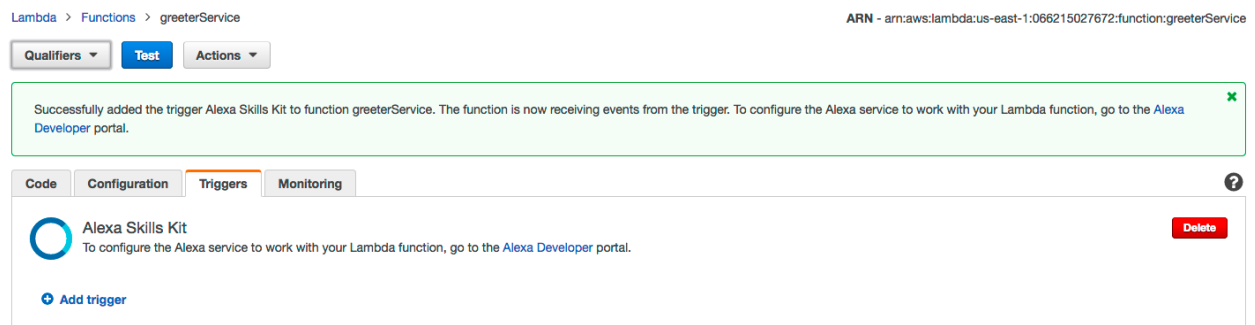 Lambda > Functions > greeterService
ARN - arn:aws:lambda:us-east-1:066215027672:function:greeterService
Qualifiers Test Actions
Successfully added the trigger Alexa Skills Kit to function greeterService. The function is now receiving events from the trigger. To configure the Alexa service to work with your Lambda function, go to the Alexa
Developer portal.
Code Configuration Triggers Monitoring
Alexa Skills Kit
To configure the Alexa service to work with your Lambda function, go to the Alexa Developer portal.
Delete
Add trigger